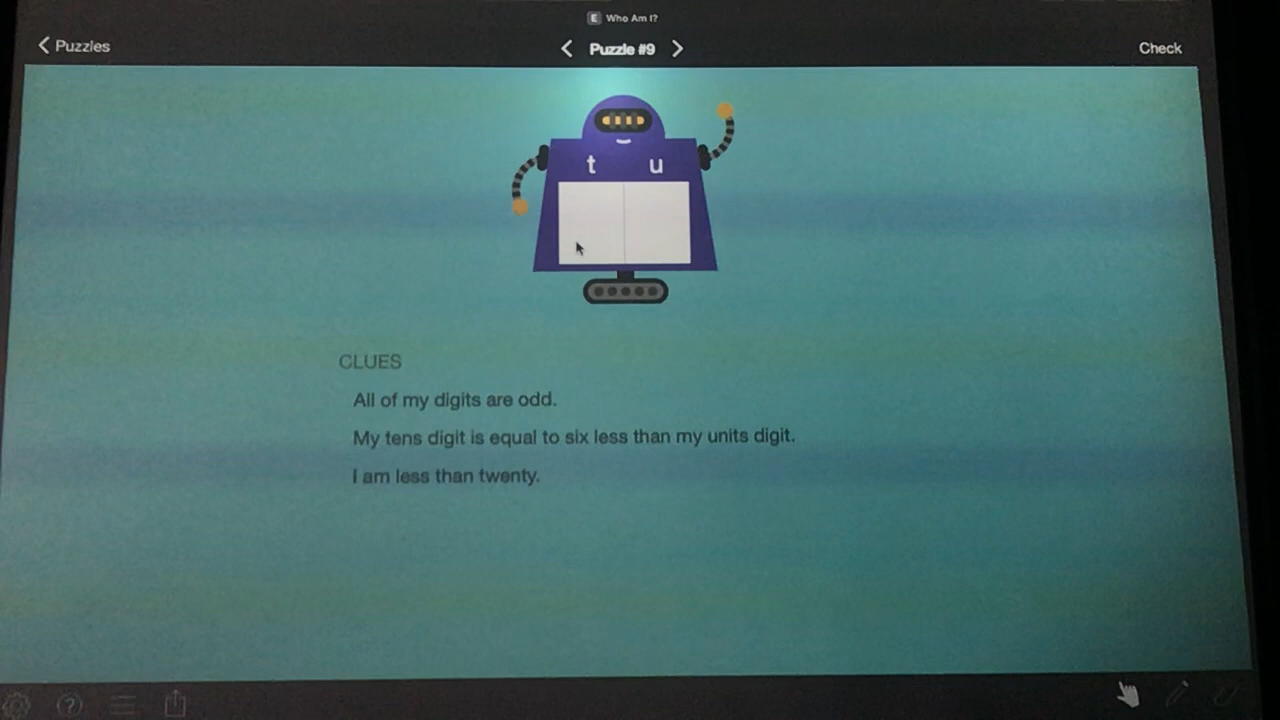 E Who Am I?
Puzzles
Puzzle #9
Check
t u
CLUES
All of my digits are odd.
My tens digit is equal to six less than my units digit.
I am less than twenty.
?